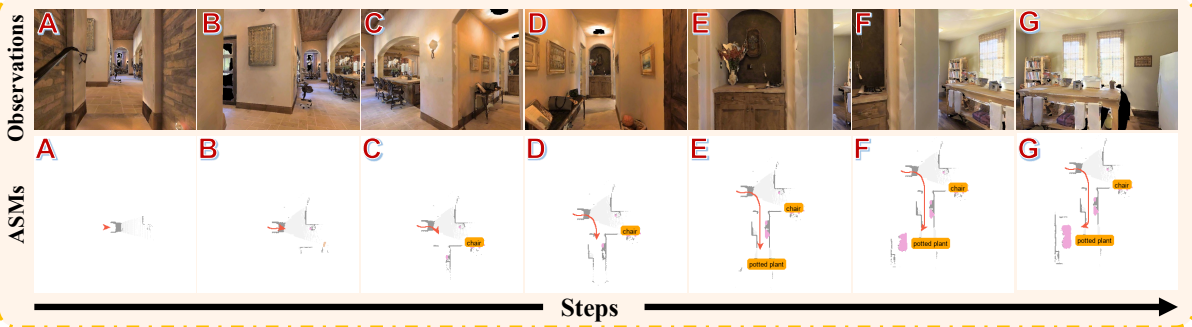 Observations
A B C D E F G
ASMs
A B C D E F G
chair
chair
chair
potted plant
chair
potted plant
chair
potted plant
Steps